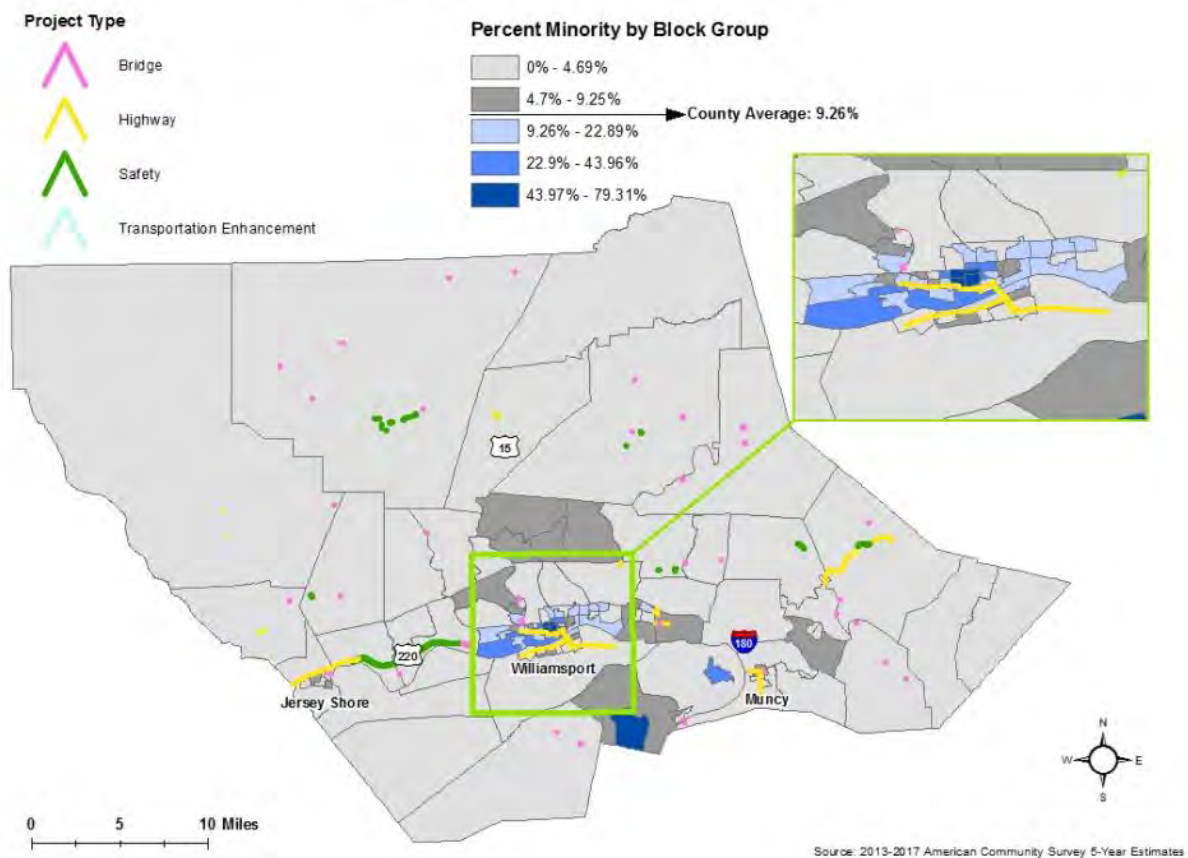 Project Type
Bridge
Highway
Safety
Transportation Enhancement
Percent Minority by Block Group
0% - 4.69%
4.7% - 9.25%
County Average: 9.26%
9.26% - 22.89%
22.9% - 43.96%
43.97% - 79.31%
15
220
180
Williamsport
Jersey Shore
Muncy
N
W
E
S
0 5 10 Miles
Source: 2013-2017 American Community Survey 5-Year Estimates